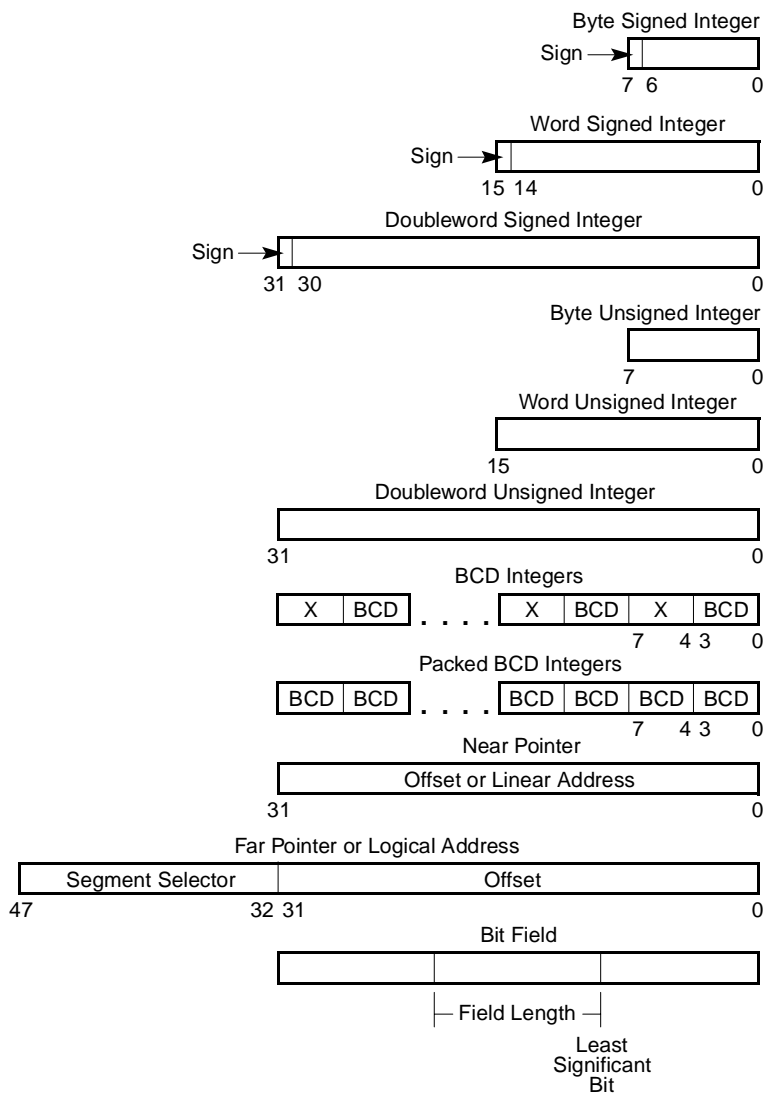 Byte Signed Integer
Sign
7 6 0
Word Signed Integer
Sign
15 14 0
Doubleword Signed Integer
Sign
31 30 0
Byte Unsigned Integer
7 0
Word Unsigned Integer
15 0
Doubleword Unsigned Integer
31 0
BCD Integers
X BCD . . . . X BCD X BCD
7 4 3 0
Packed BCD Integers
BCD BCD . . . . BCD BCD BCD BCD
7 4 3 0
Near Pointer
Offset or Linear Address
31 0
Far Pointer or Logical Address
Segment Selector Offset
47 32 31 0
Bit Field
Field Length
Least
Significant
Bit